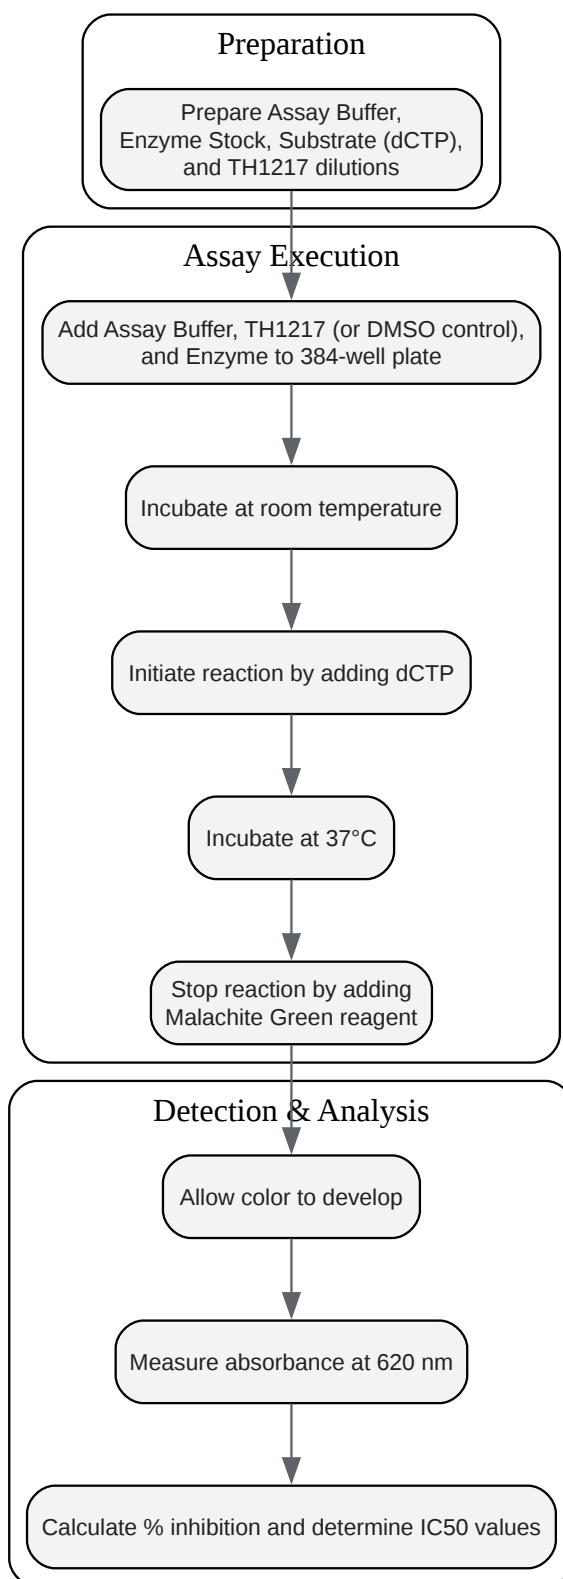 Preparation
Prepare Assay Buffer,
Enzyme Stock, Substrate (dCTP),
and TH1217 dilutions
Assay Execution
Add Assay Buffer, TH1217 (or DMSO control),
and Enzyme to 384-well plate
Incubate at room temperature
Initiate reaction by adding dCTP
Incubate at 37°C
Stop reaction by adding
Malachite Green reagent
Detection & Analysis
Allow color to develop
Measure absorbance at 620 nm
Calculate % inhibition and determine IC50 values